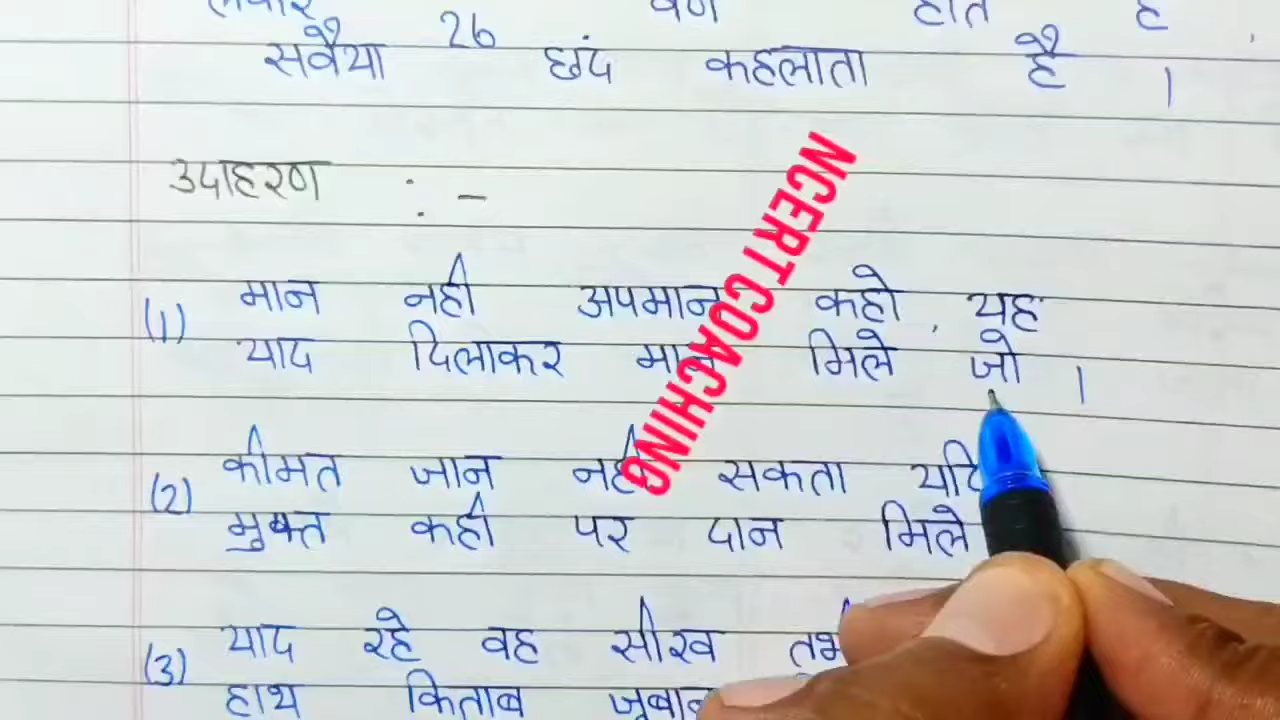 वर्ण होते है
सवैया 26 छंद कहलाता है ।
उदाहरण :-
(1) मान नही अपमान कहो, यह
याद दिलाकर मान मिले जो ।
(2) कीमत जान नही सकता यदि
मुक्त कही पर दान मिले
(3) याद रहे वह सीख
हाथ किताब
NCERT COACHING